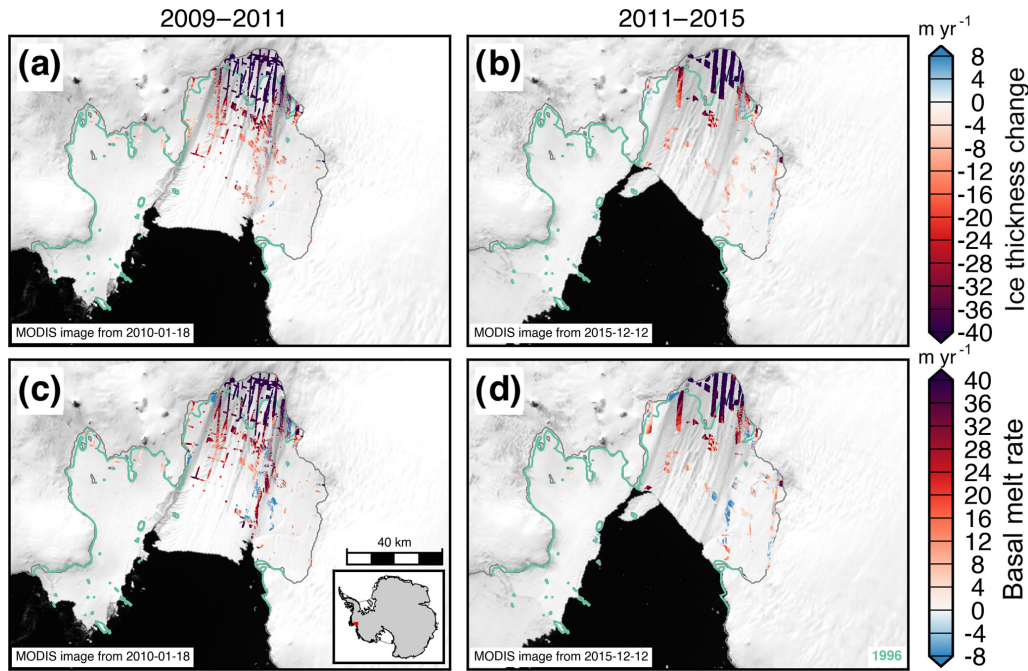 2009–2011
2011–2015
(a)
MODIS image from 2010-01-18
(b)
MODIS image from 2015-12-12
m yr⁻¹
8
4
0
-4
-8
-12
-16
-20
-24
-28
-32
-36
-40
Ice thickness change
(c)
40 km
MODIS image from 2010-01-18
(d)
MODIS image from 2015-12-12
1996
m yr⁻¹
40
36
32
28
24
20
16
12
8
4
0
-4
-8
Basal melt rate